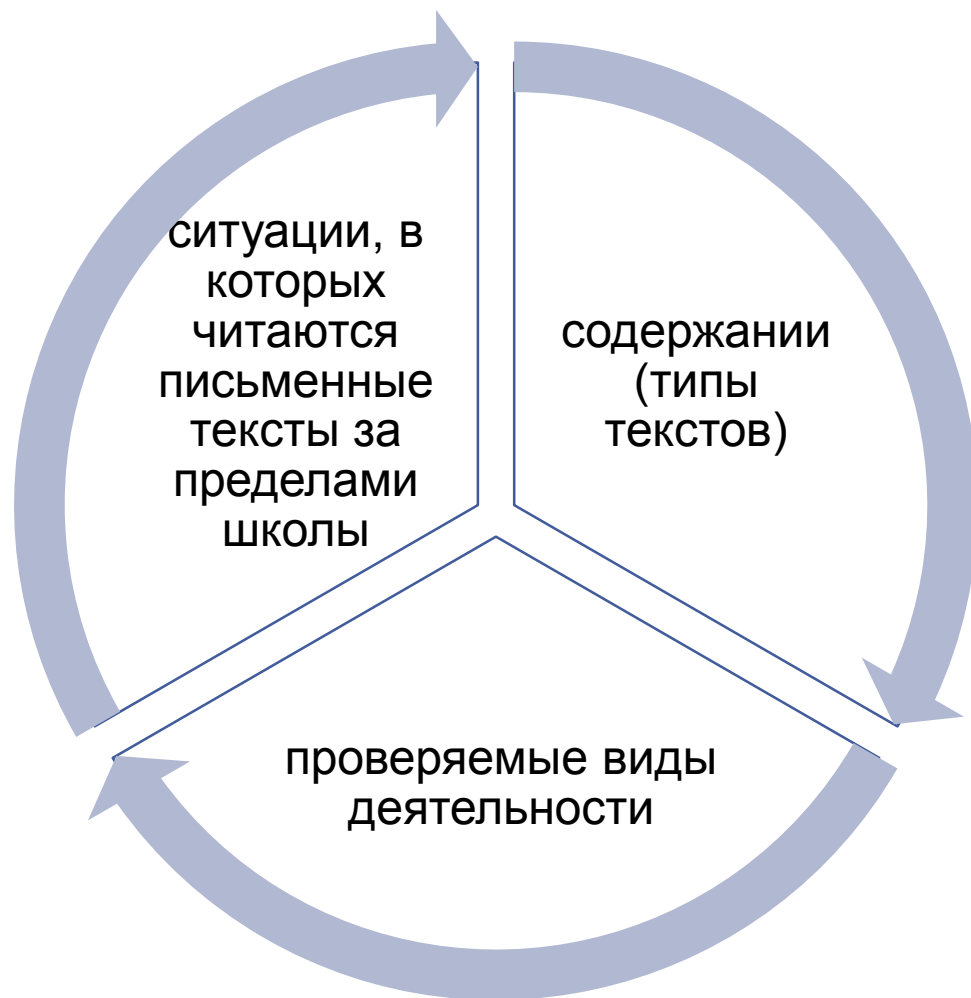 ситуации, в
которых
читаются
письменные
тексты за
пределами
школы
содержании
(типы
текстов)
проверяемые виды
деятельности